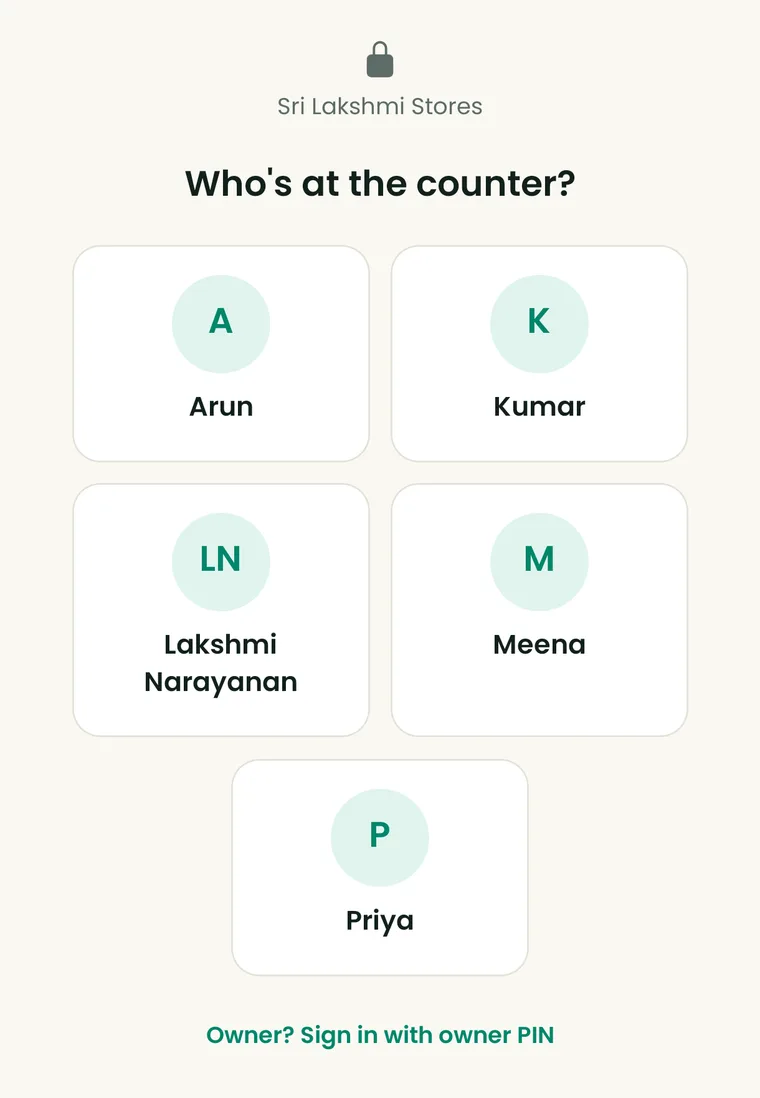 Sri Lakshmi Stores
Who's at the counter?
A
Arun
K
Kumar
LN
Lakshmi
Narayanan
M
Meena
P
Priya
Owner? Sign in with owner PIN